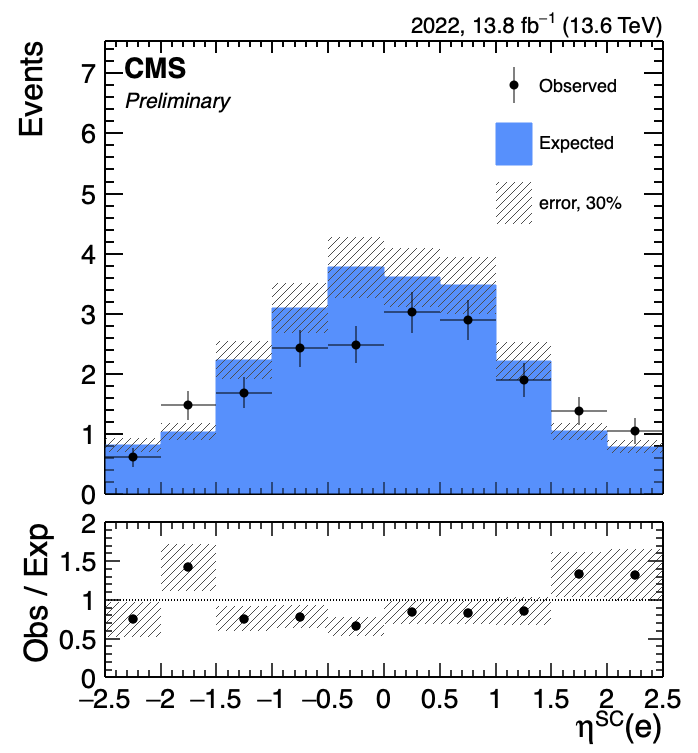 2022, 13.8 fb⁻¹ (13.6 TeV)
CMS
Preliminary
Events
7
6
5
4
3
2
1
0
Observed
Expected
error, 30%
Obs / Exp
2
1.5
1
0.5
0
−2.5 −2 −1.5 −1 −0.5 0 0.5 1 1.5 2 2.5
η^SC(e)